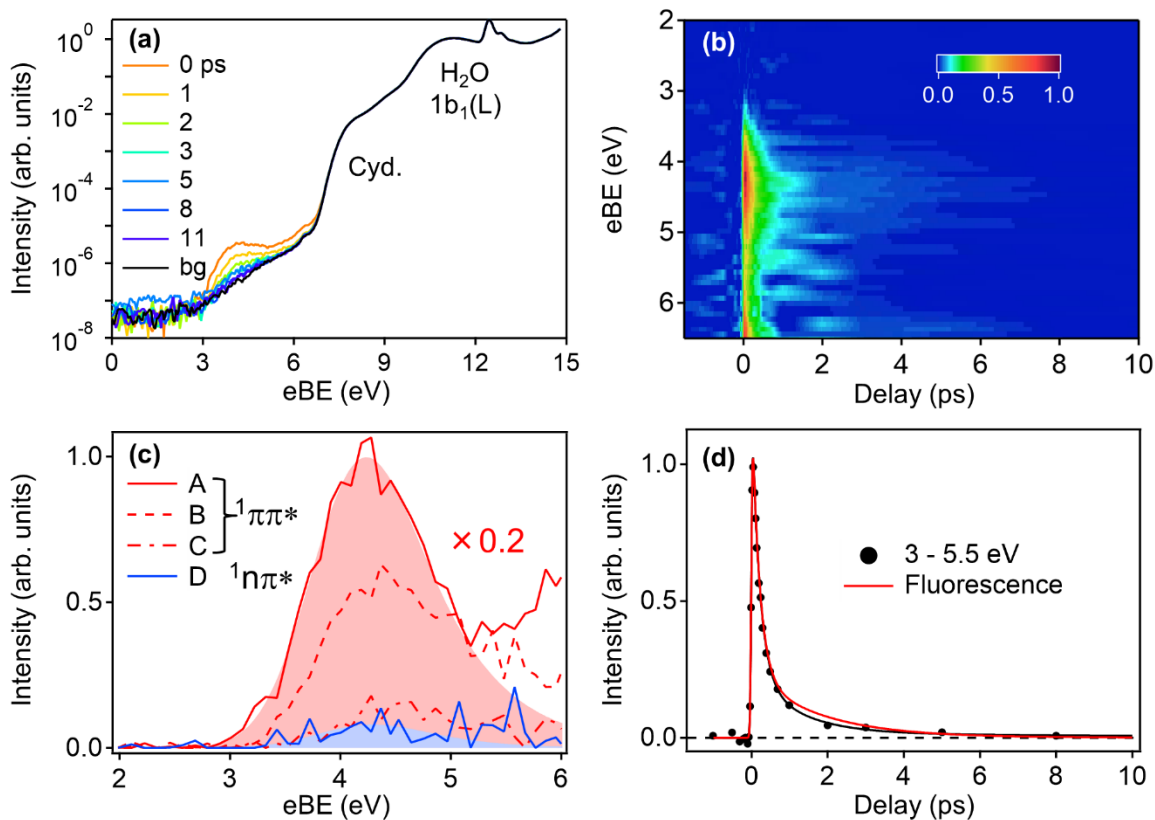 (a)
Intensity (arb. units)
10⁰
10⁻²
10⁻⁴
10⁻⁶
10⁻⁸
0 ps
1
2
3
5
8
11
bg
Cyd.
H₂O
1b₁(L)
0 3 6 9 12 15
eBE (eV)
(b)
eBE (eV)
2
3
4
5
6
0.0 0.5 1.0
0 2 4 6 8 10
Delay (ps)
(c)
Intensity (arb. units)
1.0
0.5
0.0
A
B ¹ππ*
C
D ¹nπ*
×0.2
2 3 4 5 6
eBE (eV)
(d)
Intensity (arb. units)
1.0
0.5
0.0
3 - 5.5 eV
Fluorescence
0 2 4 6 8 10
Delay (ps)